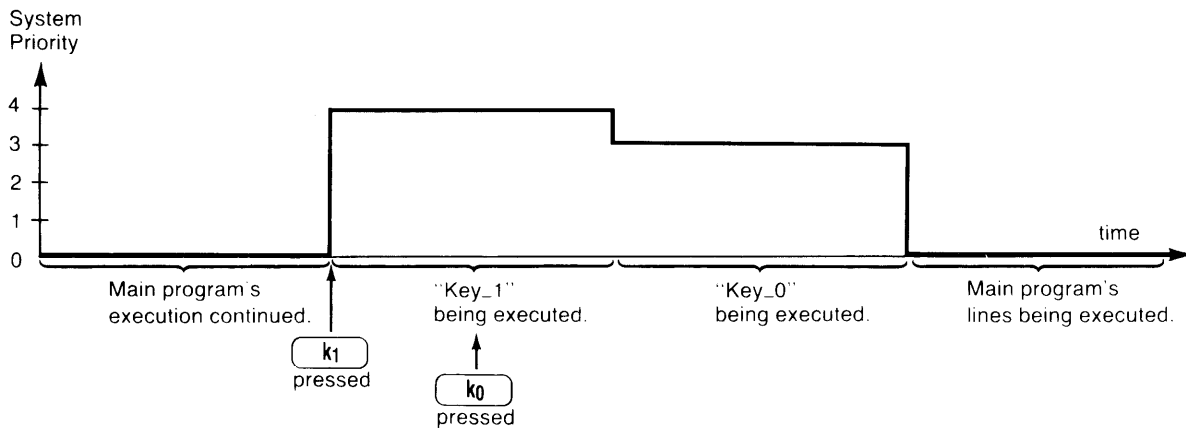 System
Priority
4
3
2
1
0
time
Main program's
execution continued.
"Key_1"
being executed.
"Key_0"
being executed.
Main program's
lines being executed.
k1
pressed
k0
pressed